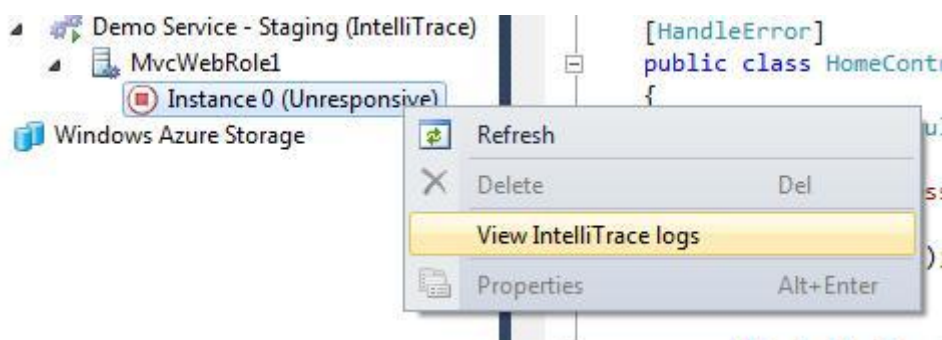 Demo Service - Staging (IntelliTrace)
MvcWebRole1
Instance 0 (Unresponsive)
Windows Azure Storage
[HandleError]
public class
{
Refresh
Delete Del
View IntelliTrace logs
Properties Alt+Enter